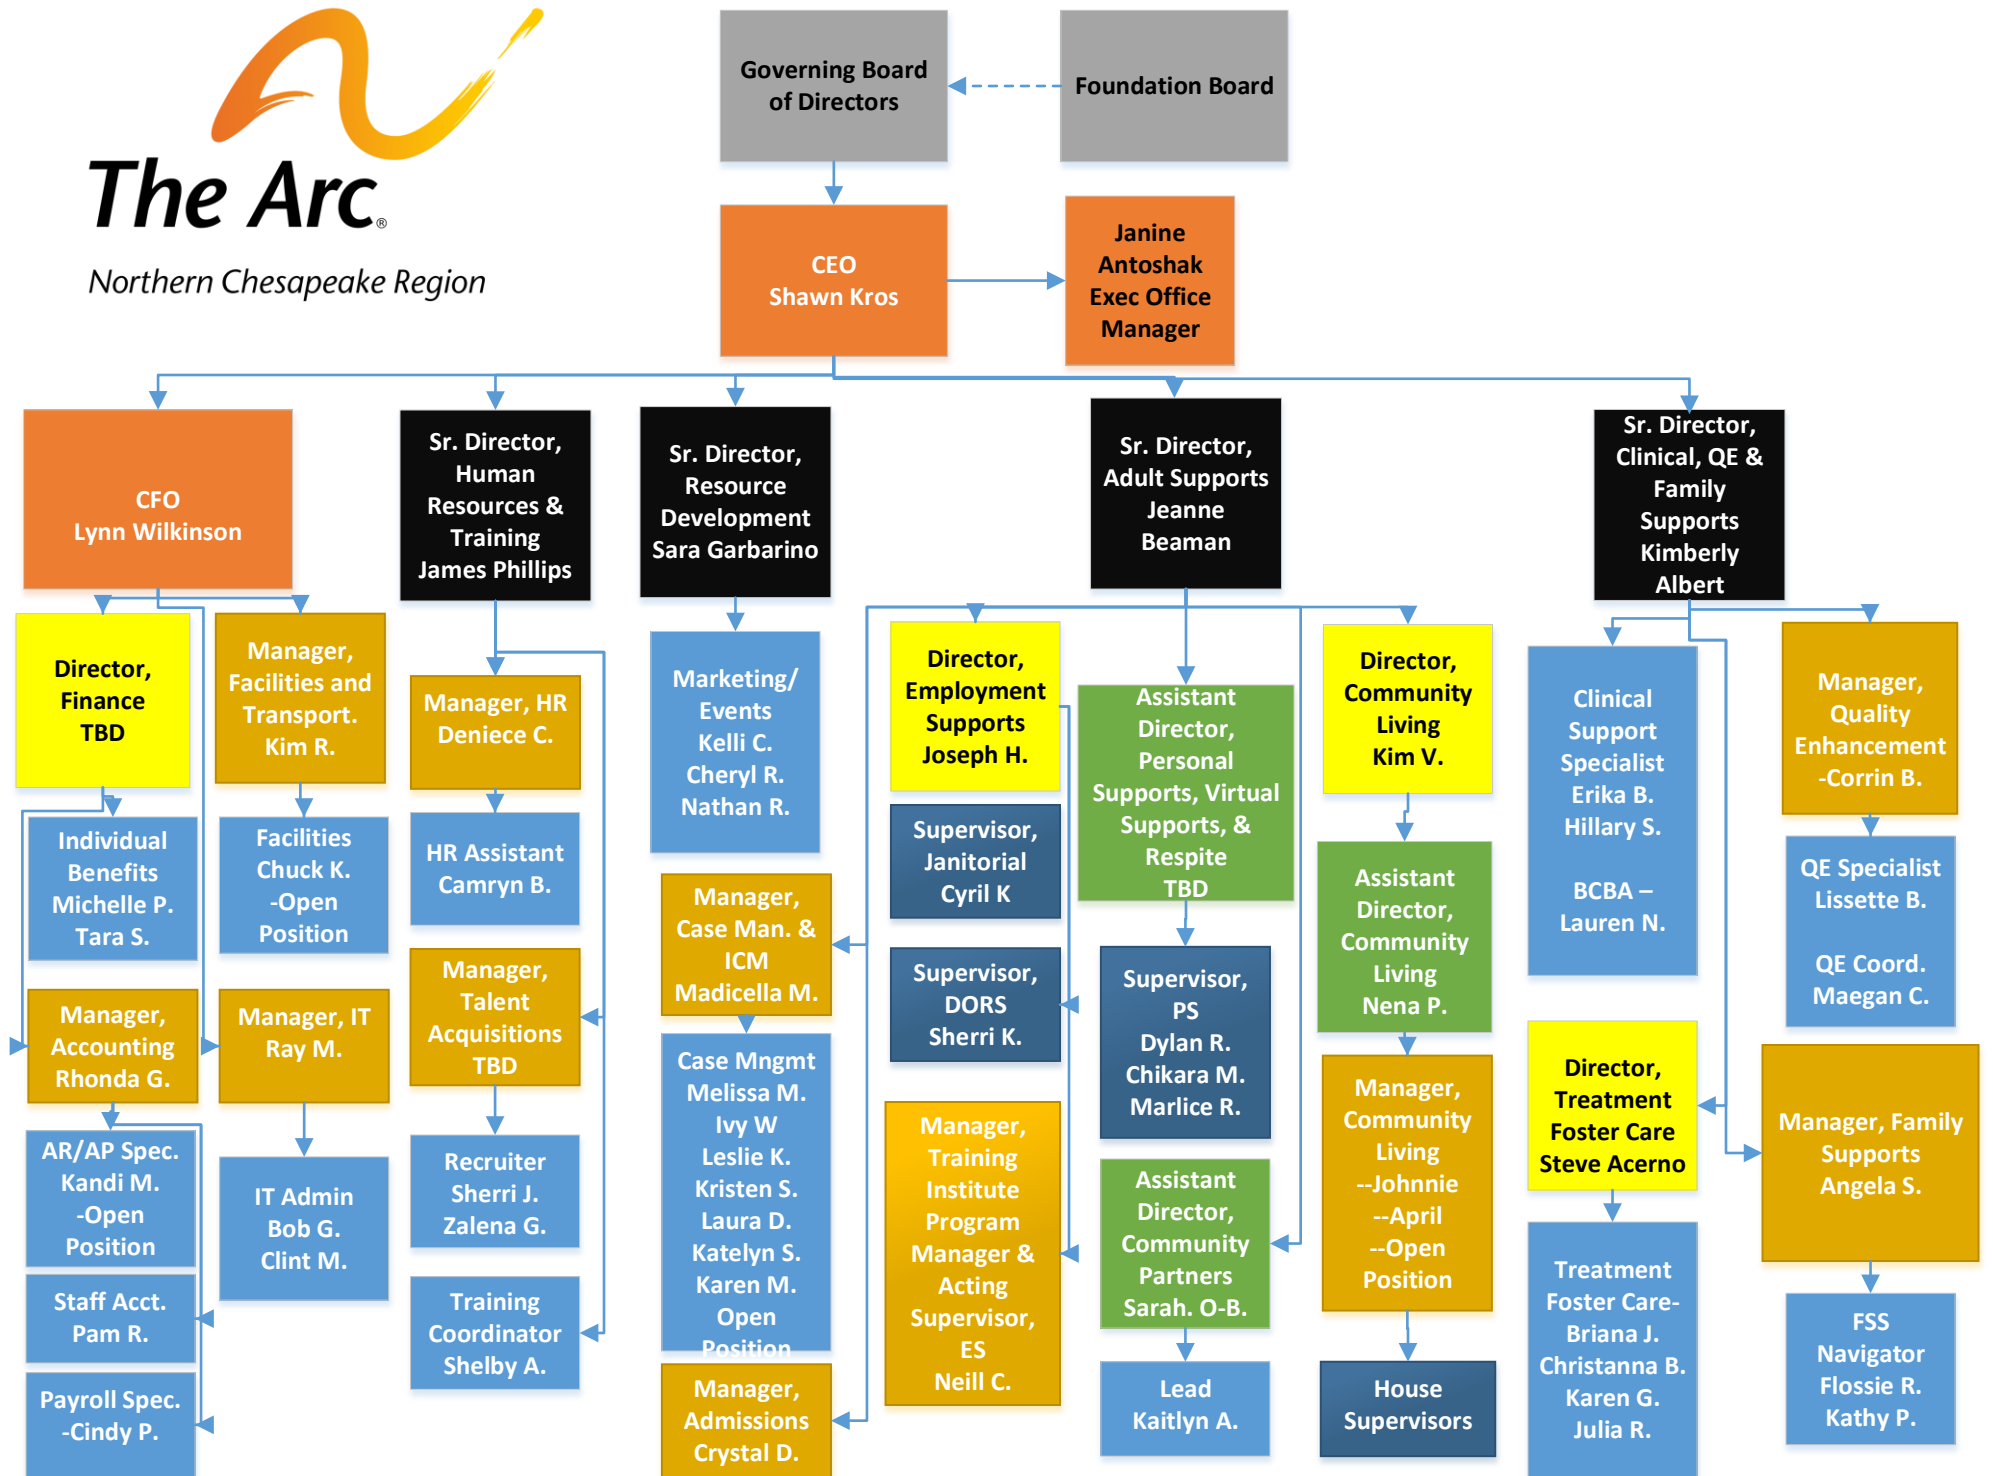 The Arc®
Northern Chesapeake Region
Governing Board
of Directors
Foundation Board
CEO
Shawn Kros
Janine
Antoshak
Exec Office
Manager
CFO
Lynn Wilkinson
Sr. Director,
Human
Resources &
Training
James Phillips
Sr. Director,
Resource
Development
Sara Garbarino
Sr. Director,
Adult Supports
Jeanne
Beaman
Sr. Director,
Clinical, QE &
Family
Supports
Kimberly
Albert
Director,
Finance
TBD
Manager,
Facilities and
Transport.
Kim R.
Individual
Benefits
Michelle P.
Tara S.
Facilities
Chuck K.
-Open
Position
Manager,
Accounting
Rhonda G.
Manager, IT
Ray M.
AR/AP Spec.
Kandi M.
-Open
Position
IT Admin
Bob G.
Clint M.
Staff Acct.
Pam R.
Payroll Spec.
-Cindy P.
Manager, HR
Deniece C.
HR Assistant
Camryn B.
Manager,
Talent
Acquisitions
TBD
Recruiter
Sherri J.
Zalena G.
Training
Coordinator
Shelby A.
Marketing/
Events
Kelli C.
Cheryl R.
Nathan R.
Manager,
Case Man. &
ICM
Madicella M.
Case Mngmt
Melissa M.
Ivy W
Leslie K.
Kristen S.
Laura D.
Katelyn S.
Karen M.
Open
Position
Manager,
Admissions
Crystal D.
Director,
Employment
Supports
Joseph H.
Supervisor,
Janitorial
Cyril K
Supervisor,
DORS
Sherri K.
Manager,
Training
Institute
Program
Manager &
Acting
Supervisor,
ES
Neill C.
Assistant
Director,
Personal
Supports, Virtual
Supports, &
Respite
TBD
Supervisor,
PS
Dylan R.
Chikara M.
Marlice R.
Assistant
Director,
Community
Partners
Sarah. O-B.
Lead
Kaitlyn A.
Director,
Community
Living
Kim V.
Assistant
Director,
Community
Living
Nena P.
Manager,
Community
Living
--Johnnie
--April
--Open
Position
House
Supervisors
Clinical
Support
Specialist
Erika B.
Hillary S.
BCBA –
Lauren N.
Manager,
Quality
Enhancement
-Corrin B.
QE Specialist
Lissette B.
QE Coord.
Maegan C.
Director,
Treatment
Foster Care
Steve Acerno
Treatment
Foster Care-
Briana J.
Christanna B.
Karen G.
Julia R.
Manager, Family
Supports
Angela S.
FSS
Navigator
Flossie R.
Kathy P.